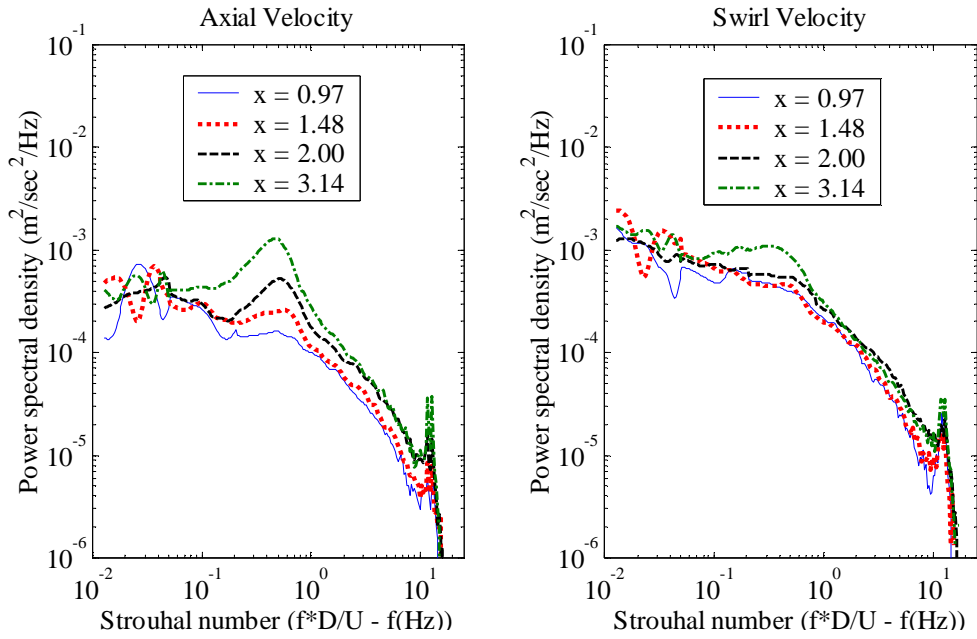 Axial Velocity
Power spectral density (m^2/sec^2/Hz)
10^-1
10^-2
10^-3
10^-4
10^-5
10^-6
x = 0.97
x = 1.48
x = 2.00
x = 3.14
10^-2
10^-1
10^0
10^1
Strouhal number (f*D/U - f(Hz))
Swirl Velocity
Power spectral density (m^2/sec^2/Hz)
10^-1
10^-2
10^-3
10^-4
10^-5
10^-6
x = 0.97
x = 1.48
x = 2.00
x = 3.14
10^-2
10^-1
10^0
10^1
Strouhal number (f*D/U - f(Hz))